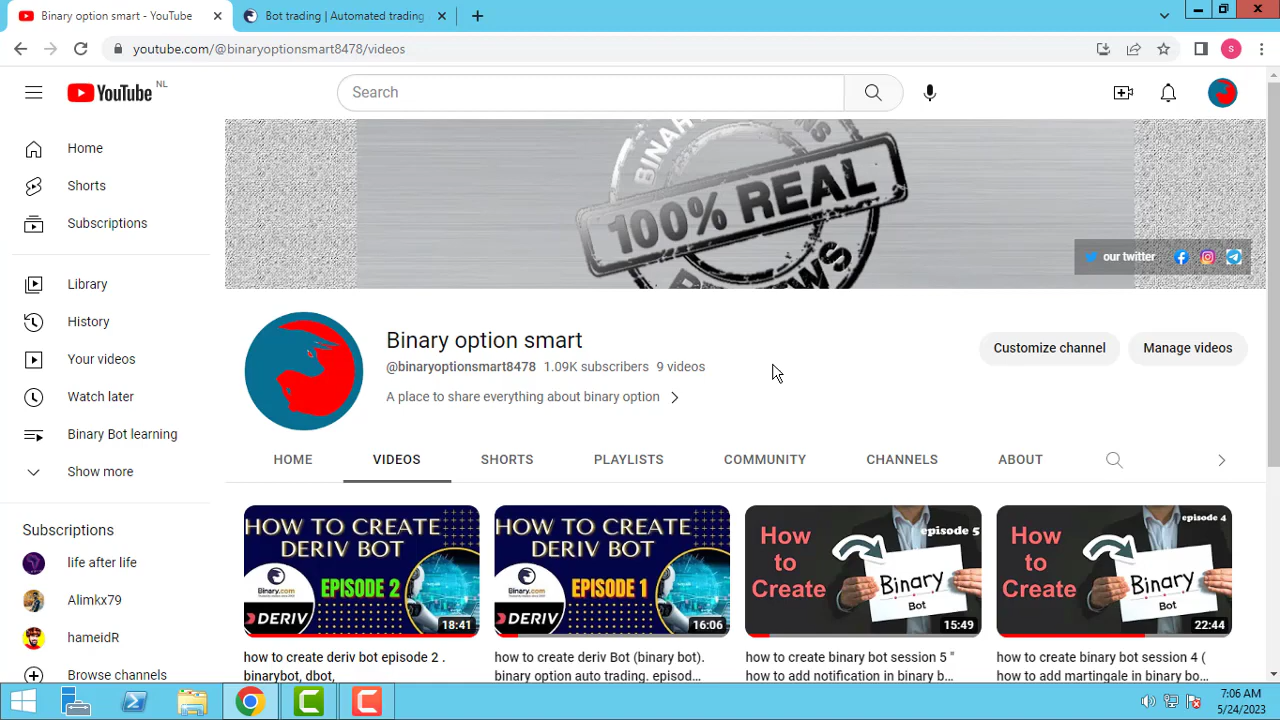 Binary option smart - YouTube
Bot trading | Automated trading
youtube.com/@binaryoptionsmart8478/videos
S
YouTube NL
Search
Home
Shorts
Subscriptions
Library
History
Your videos
Watch later
Binary Bot learning
Show more
Subscriptions
life after life
Alimkx79
hameidR
Browse channels
100% REAL
our twitter
Binary option smart
@binaryoptionsmart8478 1.09K subscribers 9 videos
A place to share everything about binary option
Customize channel
Manage videos
HOME
VIDEOS
SHORTS
PLAYLISTS
COMMUNITY
CHANNELS
ABOUT
HOW TO CREATE
DERIV BOT
EPISODE 2
Binary.com
DERIV
18:41
how to create deriv bot episode 2 .
binarybot, dbot,
HOW TO CREATE
DERIV BOT
EPISODE 1
Binary.com
DERIV
16:06
how to create deriv Bot (binary bot).
binary option auto trading. episod...
How
to
Create
episode 5
Binary
Bot
15:49
how to create binary bot session 5 "
how to add notification in binary b...
How
to
Create
episode 4
Binary
Bot
22:44
how to create binary bot session 4 (
how to add martingale in binary bo...
7:06 AM
5/24/2023